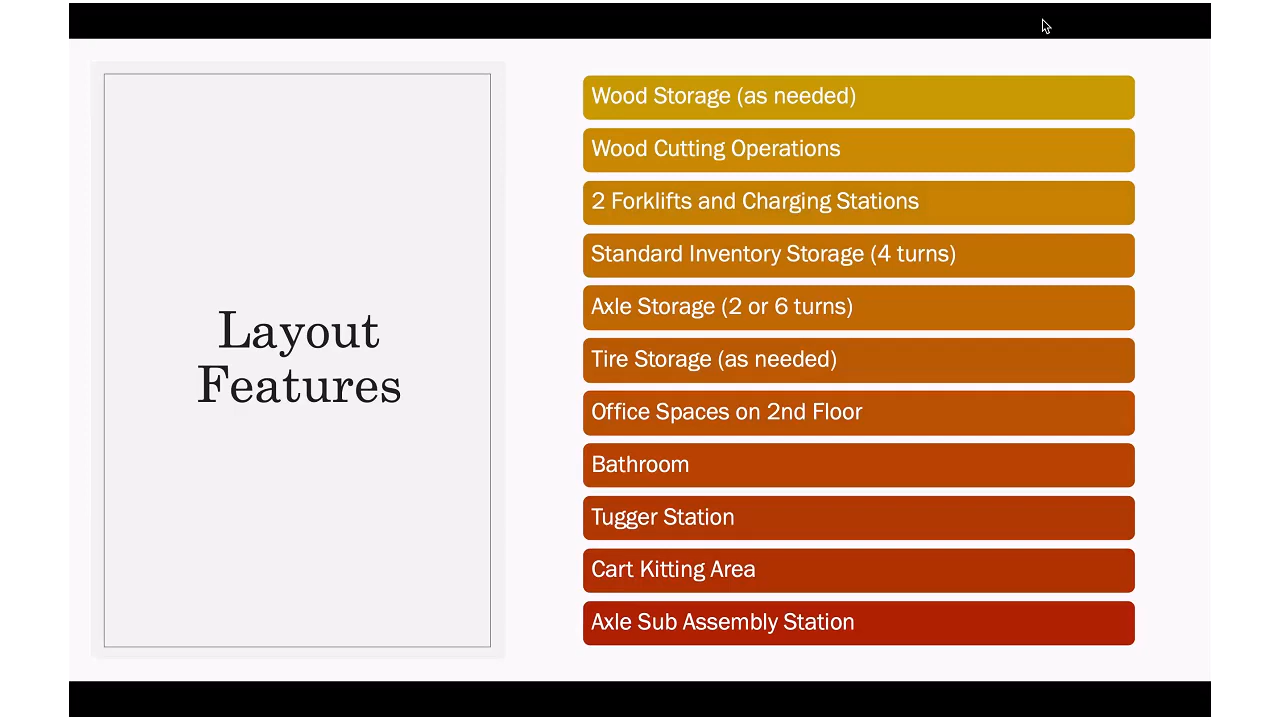 Layout
Features
Wood Storage (as needed)
Wood Cutting Operations
2 Forklifts and Charging Stations
Standard Inventory Storage (4 turns)
Axle Storage (2 or 6 turns)
Tire Storage (as needed)
Office Spaces on 2nd Floor
Bathroom
Tugger Station
Cart Kitting Area
Axle Sub Assembly Station